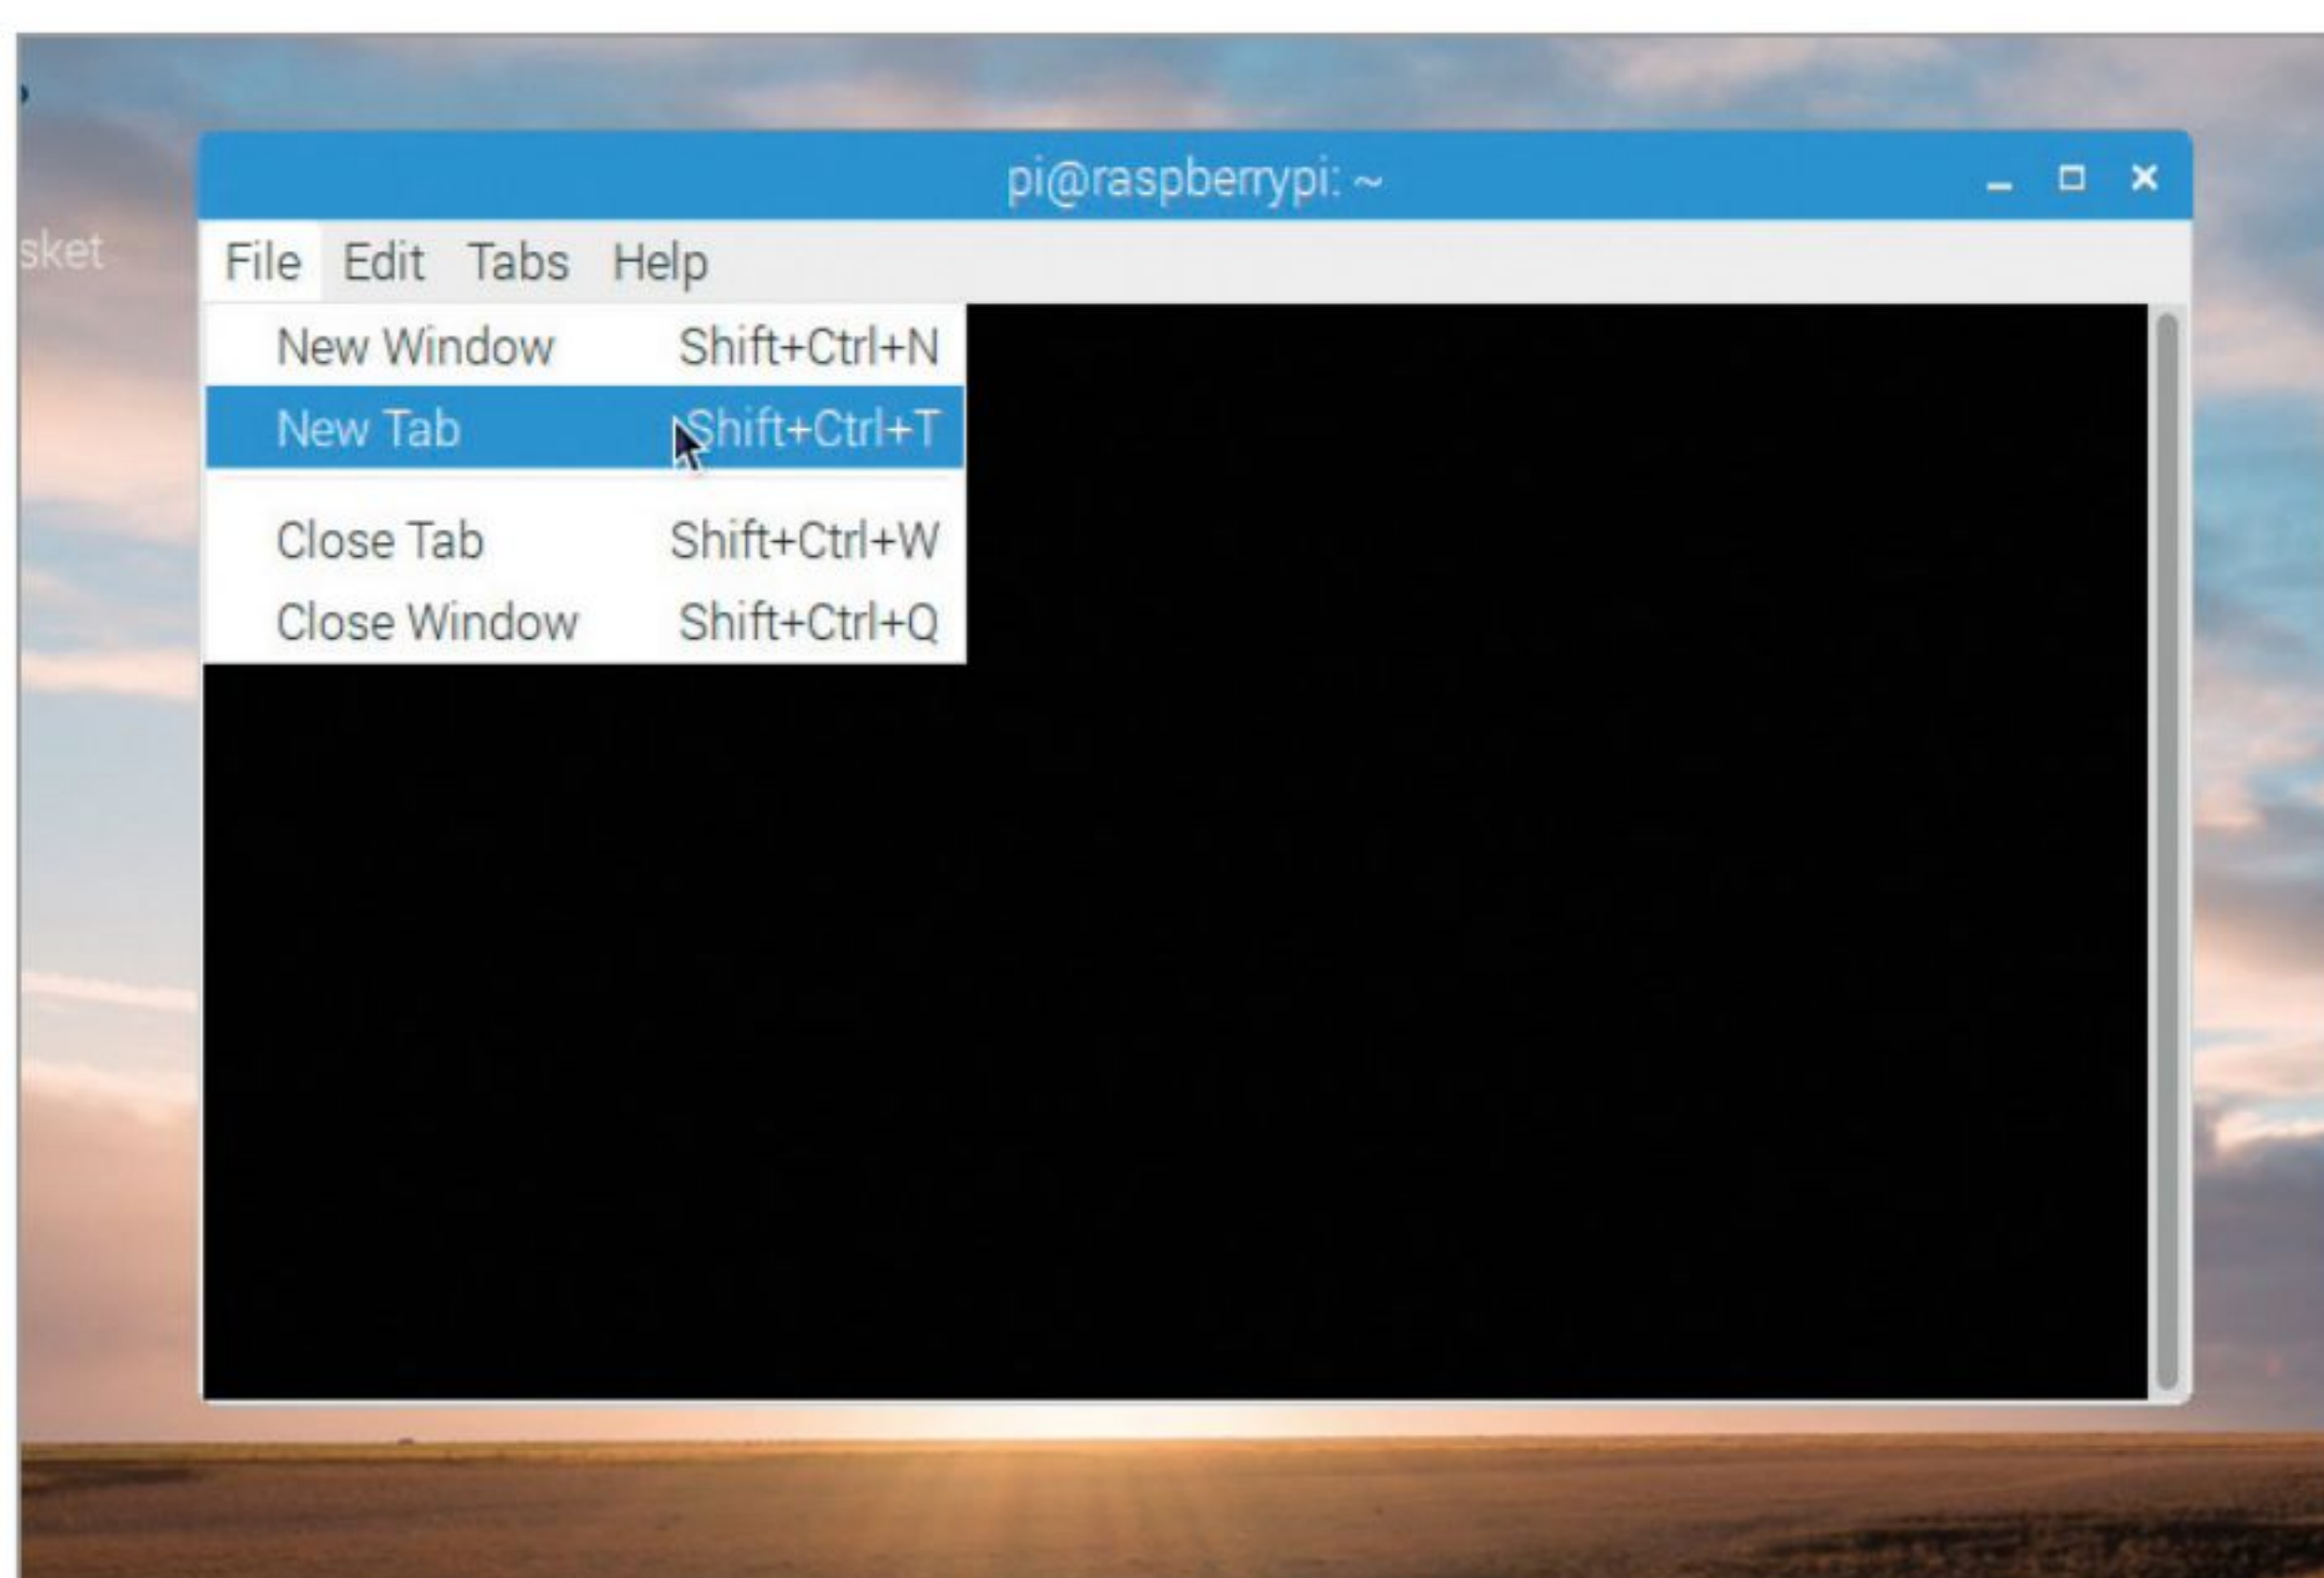 pi@raspberrypi: ~
sket
File Edit Tabs Help
New Window Shift+Ctrl+N
New Tab Shift+Ctrl+T
Close Tab Shift+Ctrl+W
Close Window Shift+Ctrl+Q